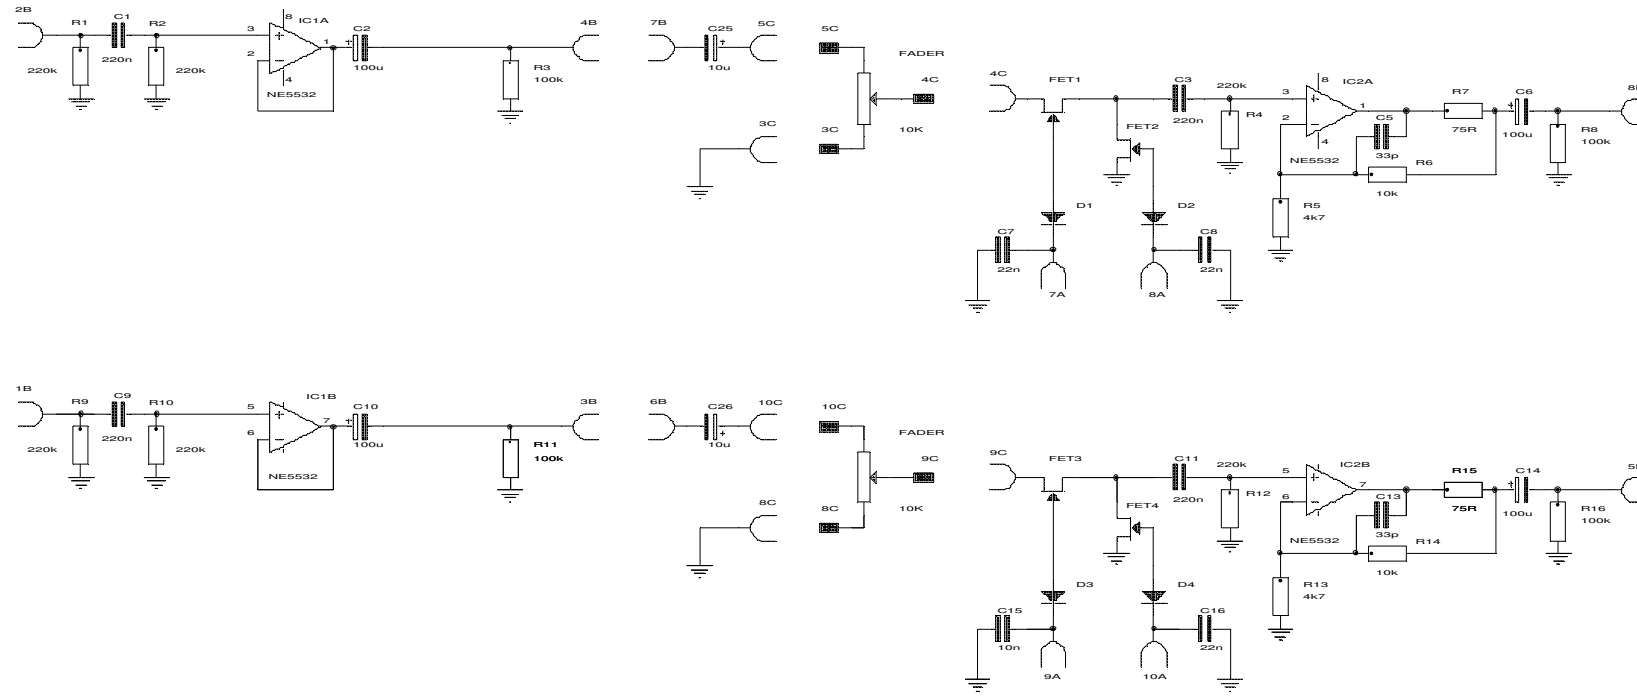 2B
R1
C1
R2
8
IC1A
C2
4B
7B
C25
5C
5C
FADER
3
2
1
+
220k
220n
220k
4
NE5532
100u
R3
100k
10u
+
4C
3C
3C
10K
4C
FET1
C3
220k
8
IC2A
R7
C6
3
2
1
R4
220n
FET2
C5
75R
100u
R8
100k
4
NE5532
33p
R6
10k
R5
4k7
D1
D2
C7
C8
22n
22n
7A
8A
1B
R9
C9
R10
IC1B
C10
3B
6B
C26
10C
10C
FADER
5
6
7
220k
220n
220k
NE5532
100u
R11
100k
10u
+
9C
8C
8C
10K
9C
FET3
C11
220k
IC2B
R15
C14
5
6
7
R12
220n
FET4
C13
75R
100u
R16
100k
NE5532
33p
R14
10k
R13
4k7
D3
D4
C15
C16
10n
22n
9A
10A